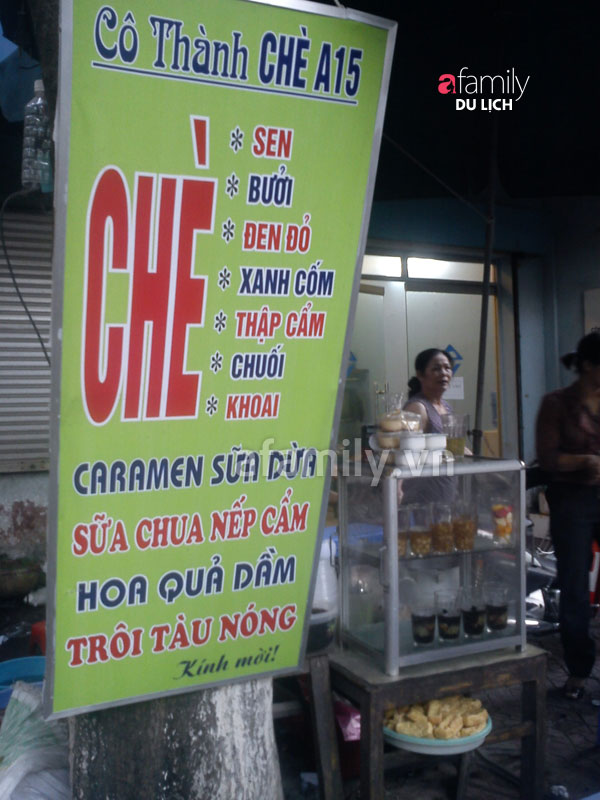 Cô Thành CHÈ A15
afamily
DU LỊCH
CHÈ
* SEN
* BƯỞI
* ĐEN ĐỎ
* XANH CỐM
* THẬP CẨM
* CHUỐI
* KHOAI
CARAMEN SỮA DỪA
afamily.vn
SỮA CHUA NẾP CẨM
HOA QUẢ DẦM
TRÔI TÀU NÓNG
Kính mời!